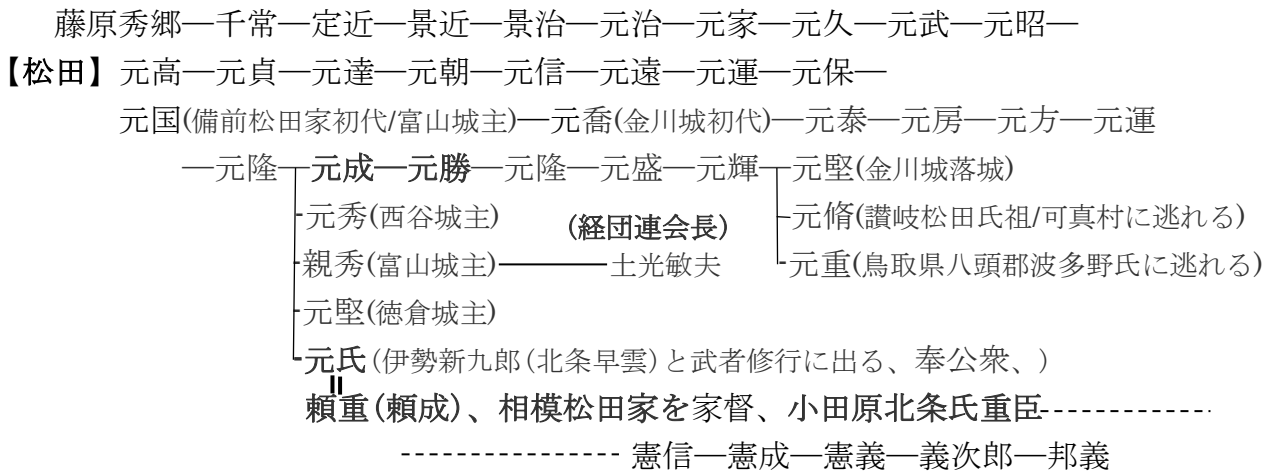 藤原秀郷―千常―定近―景近―景治―元治―元家―元久―元武―元昭―
【松田】元高―元貞―元達―元朝―元信―元遠―元運―元保―
元国(備前松田家初代/富山城主)―元喬(金川城初代)―元泰―元房―元方―元運
―元隆―元成―元勝―元隆―元盛―元輝―元堅(金川城落城)
元秀(西谷城主) (経団連会長) 元脩(讃岐松田氏祖/可真村に逃れる)
親秀(富山城主)―――土光敏夫 元重(鳥取県八頭郡波多野氏に逃れる)
元堅(徳倉城主)
元氏(伊勢新九郎(北条早雲)と武者修行に出る、奉公衆、)
頼重(頼成)、相模松田家を家督、小田原北条氏重臣-------------
---------------- 憲信―憲成―憲義―義次郎―邦義